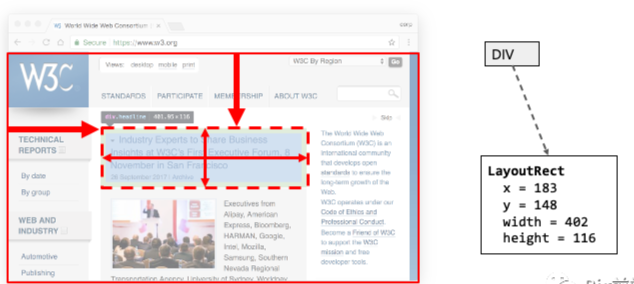 W3 World Wide Web Consortium
Secure https://www.w3.org
W3C
Views: desktop mobile print
W3C By Region
Go
STANDARDS PARTICIPATE MEMBERSHIP ABOUT W3C
div.headline 401.95×116
Skip
TECHNICAL
REPORTS
By date
By group
WEB AND
INDUSTRY
Automotive
Publishing
Industry Experts to Share Business
Insights at W3C's First Executive Forum, 8
November in San Francisco
28 September 2017 | Archive
Executives from
Alipay, American
Express, Bloomberg,
HARMAN, Google,
Intel, Mozilla,
Samsung, Southern
Nevada Regional
Transportation Agency, University of Sydney, Worldpay
The World Wide Web
Consortium (W3C) is an
international community
that develops open
standards to ensure the
long-term growth of the
Web.
W3C operates under our
Code of Ethics and
Professional Conduct.
Become a Friend of W3C
to support the W3C
mission and free
developer tools.
DIV
LayoutRect
x = 183
y = 148
width = 402
height = 116